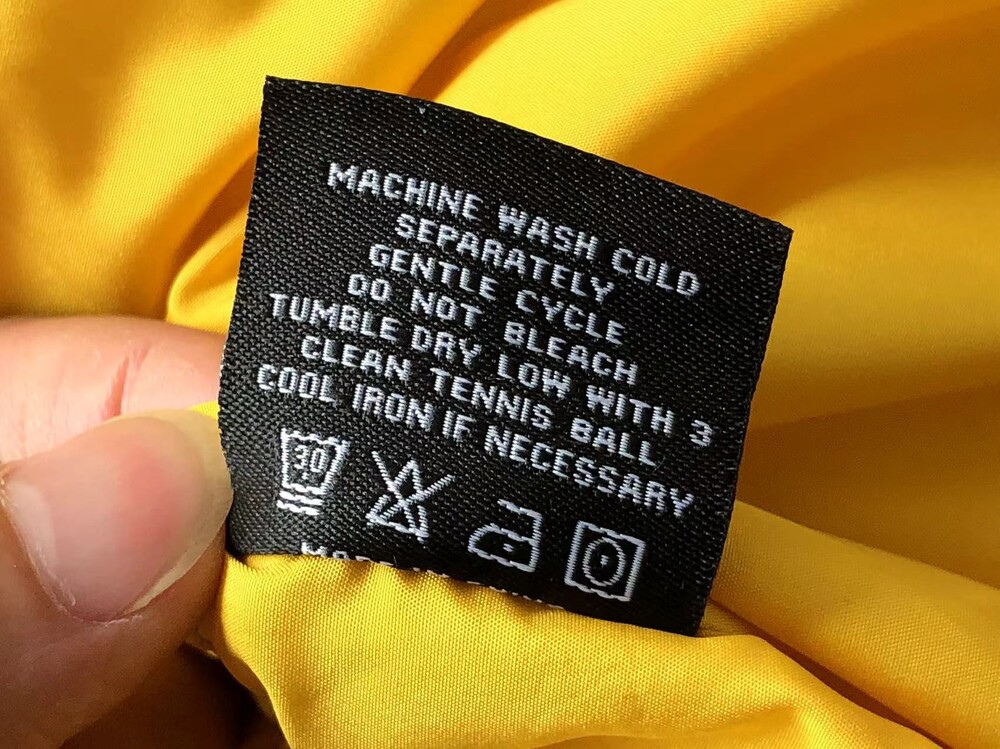 MACHINE WASH COLD
SEPARATELY
GENTLE CYCLE
DO NOT BLEACH
TUMBLE DRY LOW WITH 3
CLEAN TENNIS BALL
COOL IRON IF NECESSARY
30